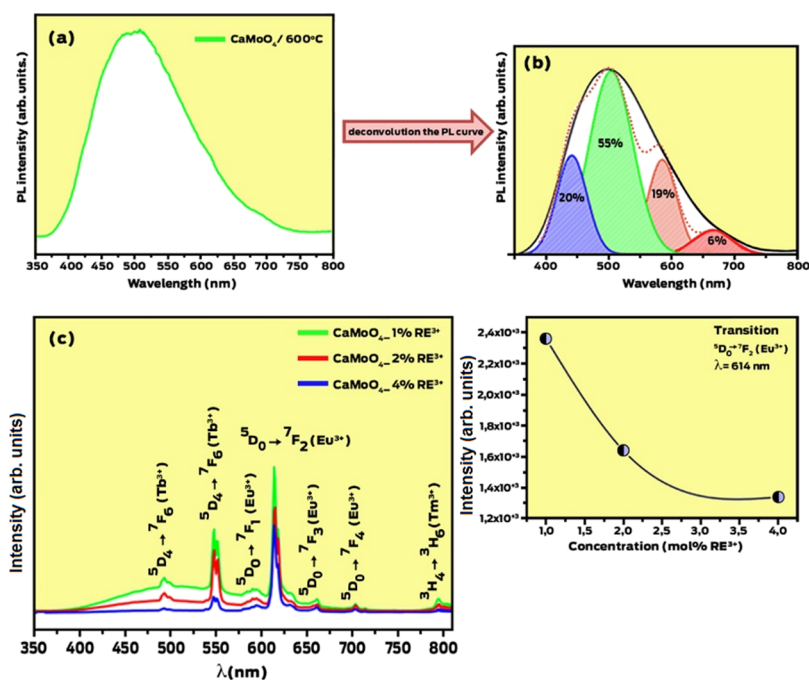 (a)
CaMoO₄/ 600°C
PL intensity (arb. units.)
350 400 450 500 550 600 650 700 750 800
Wavelength (nm)
deconvolution the PL curve
(b)
55%
20%
19%
6%
PL intensity (arb. units.)
400 500 600 700 800
Wavelength (nm)
(c)
CaMoO₄_ 1% RE³⁺
CaMoO₄_ 2% RE³⁺
CaMoO₄_ 4% RE³⁺
⁵D₄→⁷F₆ (Tb³⁺)
⁵D₄→⁷F₆ (Tb³⁺)
⁵D₀→⁷F₁ (Eu³⁺)
⁵D₀→⁷F₂ (Eu³⁺)
⁵D₀→⁷F₃ (Eu³⁺)
⁵D₀→⁷F₄ (Eu³⁺)
³H₄→³H₆ (Tm³⁺)
Intensity (arb. units)
350 400 450 500 550 600 650 700 750 800
λ(nm)
Transition
⁵D₀→⁷F₂ (Eu³⁺)
λ= 614 nm
Intensity (arb. units)
2,4x10⁻³
2,2x10⁻³
2,0x10⁻³
1,8x10⁻³
1,6x10⁻³
1,4x10⁻³
1,2x10⁻³
1,0 1,5 2,0 2,5 3,0 3,5 4,0
Concentration (mol% RE³⁺)